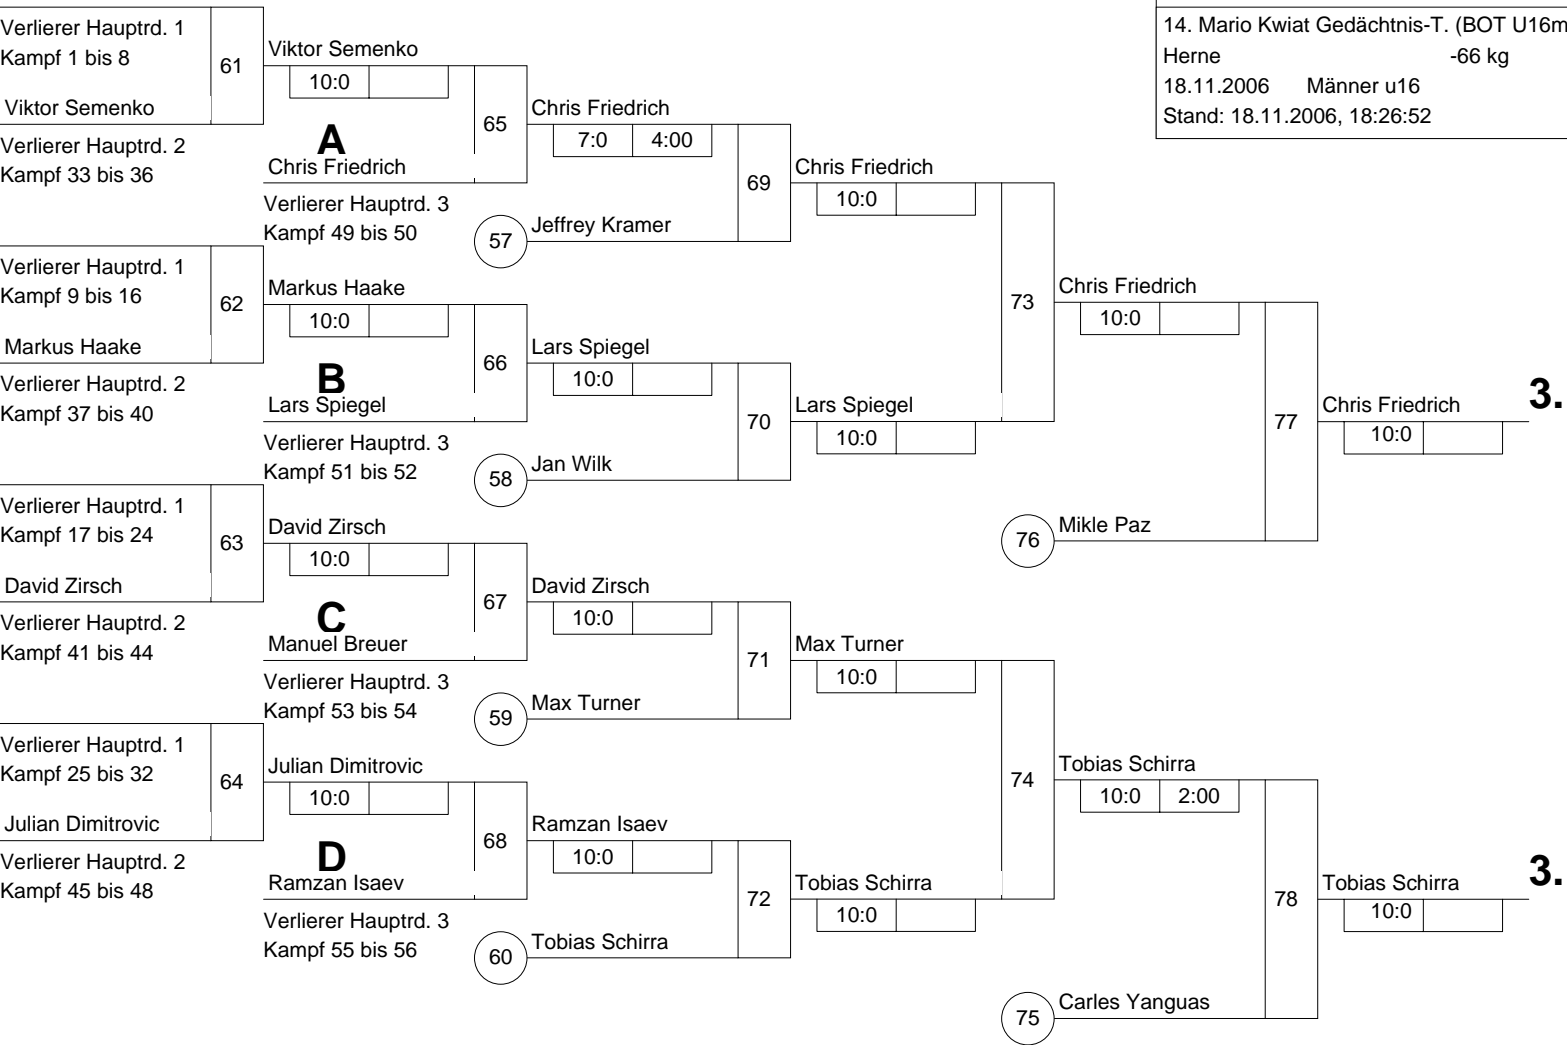 14. Mario Kwiat Gedächtnis-T. (BOT U16m
Herne -66 kg
18.11.2006 Männer u16
Stand: 18.11.2006, 18:26:52
Verlierer Hauptrd. 1
Kampf 1 bis 8
61
Viktor Semenko
Verlierer Hauptrd. 2
Kampf 33 bis 36
Verlierer Hauptrd. 1
Kampf 9 bis 16
62
Markus Haake
Verlierer Hauptrd. 2
Kampf 37 bis 40
Verlierer Hauptrd. 1
Kampf 17 bis 24
63
David Zirsch
Verlierer Hauptrd. 2
Kampf 41 bis 44
Verlierer Hauptrd. 1
Kampf 25 bis 32
64
Julian Dimitrovic
Verlierer Hauptrd. 2
Kampf 45 bis 48
Viktor Semenko
10:0
A
65
Chris Friedrich
Verlierer Hauptrd. 3
Kampf 49 bis 50
Markus Haake
10:0
B
66
Lars Spiegel
Verlierer Hauptrd. 3
Kampf 51 bis 52
David Zirsch
10:0
C
67
Manuel Breuer
Verlierer Hauptrd. 3
Kampf 53 bis 54
Julian Dimitrovic
10:0
D
68
Ramzan Isaev
Verlierer Hauptrd. 3
Kampf 55 bis 56
Chris Friedrich
7:0 4:00
69
57 Jeffrey Kramer
Lars Spiegel
10:0
70
58 Jan Wilk
David Zirsch
10:0
71
59 Max Turner
Ramzan Isaev
10:0
72
60 Tobias Schirra
Chris Friedrich
10:0
73
Lars Spiegel
10:0
Max Turner
10:0
74
Tobias Schirra
10:0
Chris Friedrich
10:0
77
76 Mikle Paz
Tobias Schirra
10:0 2:00
78
75 Carles Yanguas
Chris Friedrich 3.
10:0
Tobias Schirra 3.
10:0